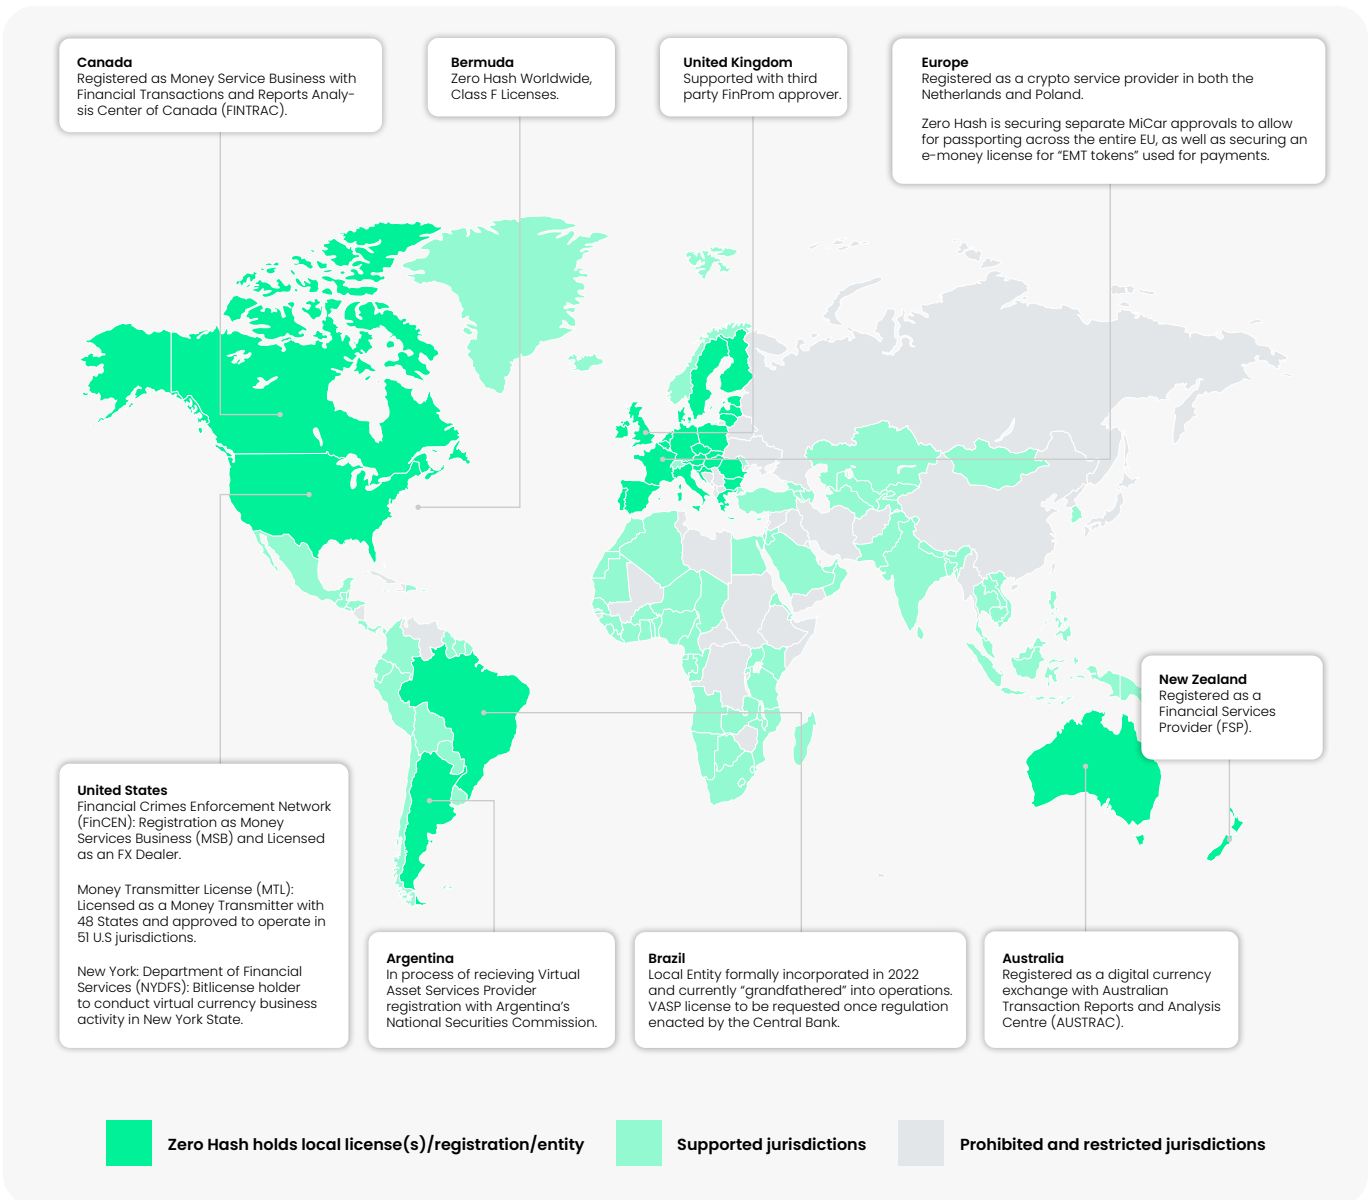 Canada
Registered as Money Service Business with
Financial Transactions and Reports Analy-
sis Center of Canada (FINTRAC).
Bermuda
Zero Hash Worldwide,
Class F Licenses.
United Kingdom
Supported with third
party FinProm approver.
Europe
Registered as a crypto service provider in both the
Netherlands and Poland.
Zero Hash is securing separate MiCar approvals to allow
for passporting across the entire EU, as well as securing an
e-money license for “EMT tokens” used for payments.
New Zealand
Registered as a
Financial Services
Provider (FSP).
United States
Financial Crimes Enforcement Network
(FinCEN): Registration as Money
Services Business (MSB) and Licensed
as an FX Dealer.
Money Transmitter License (MTL):
Licensed as a Money Transmitter with
48 States and approved to operate in
51 U.S jurisdictions.
New York: Department of Financial
Services (NYDFS): Bitlicense holder
to conduct virtual currency business
activity in New York State.
Argentina
In process of recieving Virtual
Asset Services Provider
registration with Argentina’s
National Securities Commission.
Brazil
Local Entity formally incorporated in 2022
and currently “grandfathered” into operations.
VASP license to be requested once regulation
enacted by the Central Bank.
Australia
Registered as a digital currency
exchange with Australian
Transaction Reports and Analysis
Centre (AUSTRAC).
Zero Hash holds local license(s)/registration/entity
Supported jurisdictions
Prohibited and restricted jurisdictions